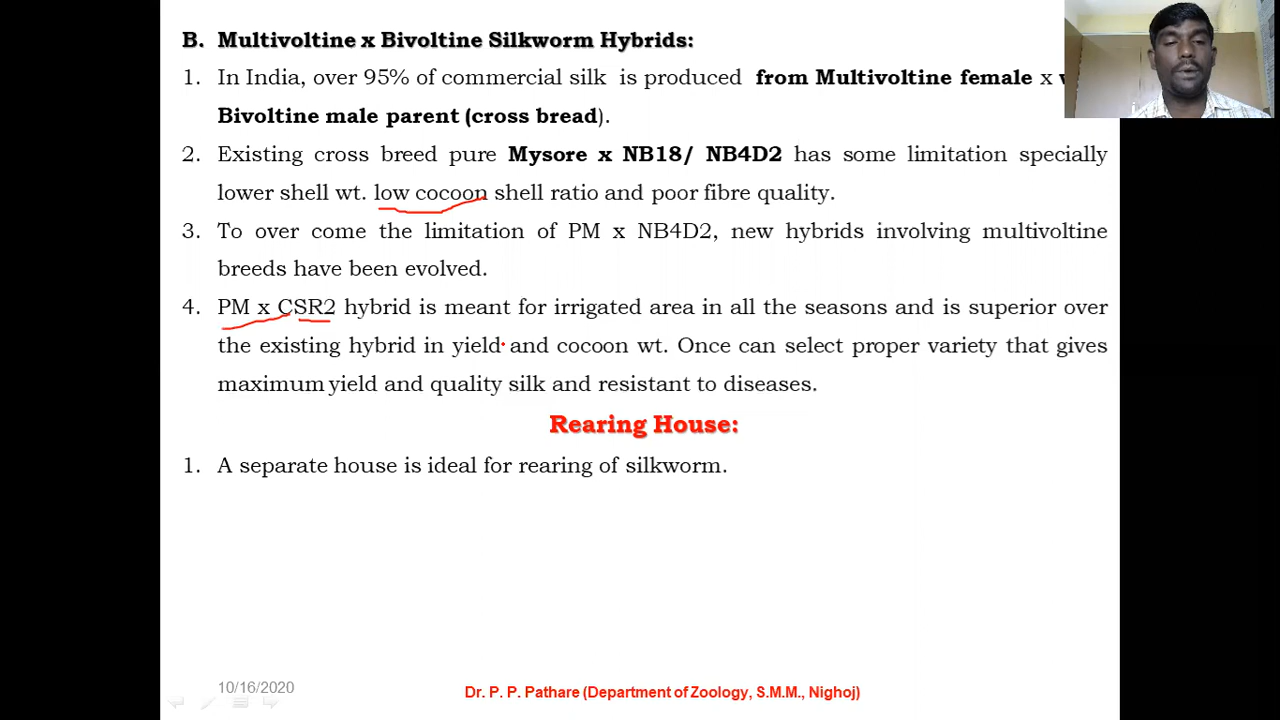 B. Multivoltine x Bivoltine Silkworm Hybrids:
1. In India, over 95% of commercial silk is produced from Multivoltine female x
Bivoltine male parent (cross bread).
2. Existing cross breed pure Mysore x NB18/ NB4D2 has some limitation specially
lower shell wt. low cocoon shell ratio and poor fibre quality.
3. To over come the limitation of PM x NB4D2, new hybrids involving multivoltine
breeds have been evolved.
4. PM x CSR2 hybrid is meant for irrigated area in all the seasons and is superior over
the existing hybrid in yield and cocoon wt. Once can select proper variety that gives
maximum yield and quality silk and resistant to diseases.
Rearing House:
1. A separate house is ideal for rearing of silkworm.
10/16/2020
Dr. P. P. Pathare (Department of Zoology, S.M.M., Nighoj)